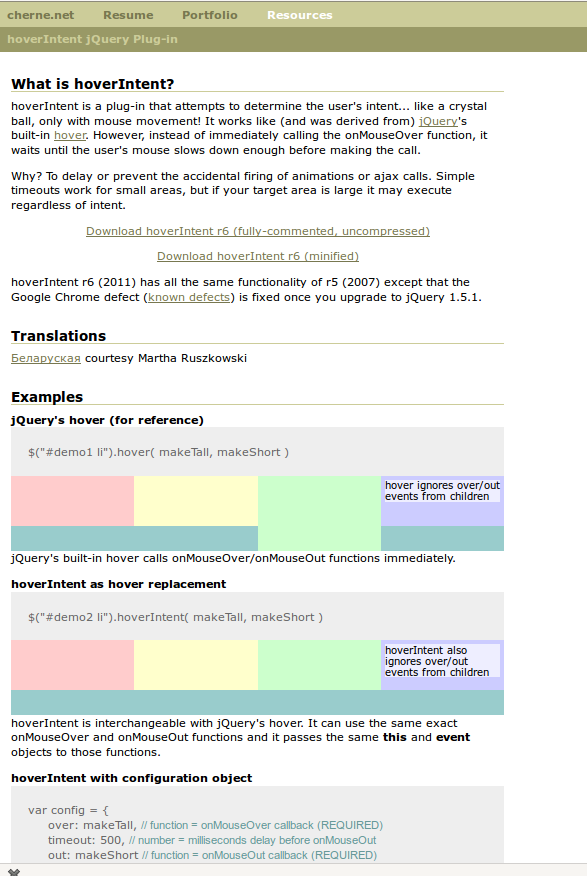 cherne.net Resume Portfolio Resources
hoverIntent jQuery Plug-in
What is hoverIntent?
hoverIntent is a plug-in that attempts to determine the user's intent... like a crystal
ball, only with mouse movement! It works like (and was derived from) jQuery's
built-in hover. However, instead of immediately calling the onMouseOver function, it
waits until the user's mouse slows down enough before making the call.
Why? To delay or prevent the accidental firing of animations or ajax calls. Simple
timeouts work for small areas, but if your target area is large it may execute
regardless of intent.
Download hoverIntent r6 (fully-commented, uncompressed)
Download hoverIntent r6 (minified)
hoverIntent r6 (2011) has all the same functionality of r5 (2007) except that the
Google Chrome defect (known defects) is fixed once you upgrade to jQuery 1.5.1.
Translations
Беларуская courtesy Martha Ruszkowski
Examples
jQuery's hover (for reference)
$("#demo1 li").hover( makeTall, makeShort )
hover ignores over/out
events from children
jQuery's built-in hover calls onMouseOver/onMouseOut functions immediately.
hoverIntent as hover replacement
$("#demo2 li").hoverIntent( makeTall, makeShort )
hoverIntent also
ignores over/out
events from children
hoverIntent is interchangeable with jQuery's hover. It can use the same exact
onMouseOver and onMouseOut functions and it passes the same this and event
objects to those functions.
hoverIntent with configuration object
var config = {
over: makeTall, // function = onMouseOver callback (REQUIRED)
timeout: 500, // number = milliseconds delay before onMouseOut
out: makeShort // function = onMouseOut callback (REQUIRED)